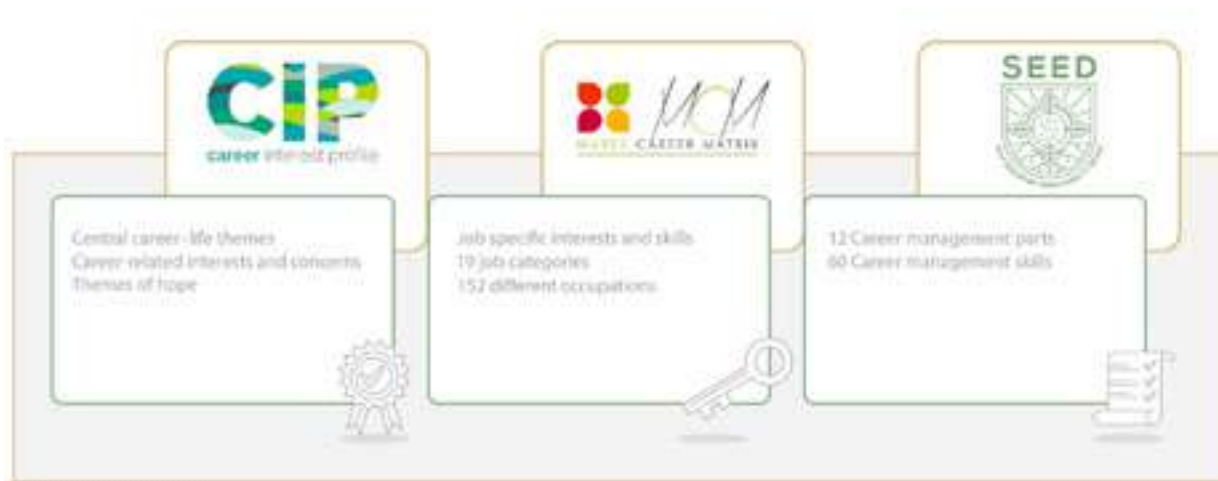 CIP
career interest profile
Central career-life themes
Career-related interests and concerns
Themes of hope
MCM
MAREE CAREER MATRIX
Job specific interests and skills
19 job categories
152 different occupations
SEED
12 Career management parts
60 Career management skills